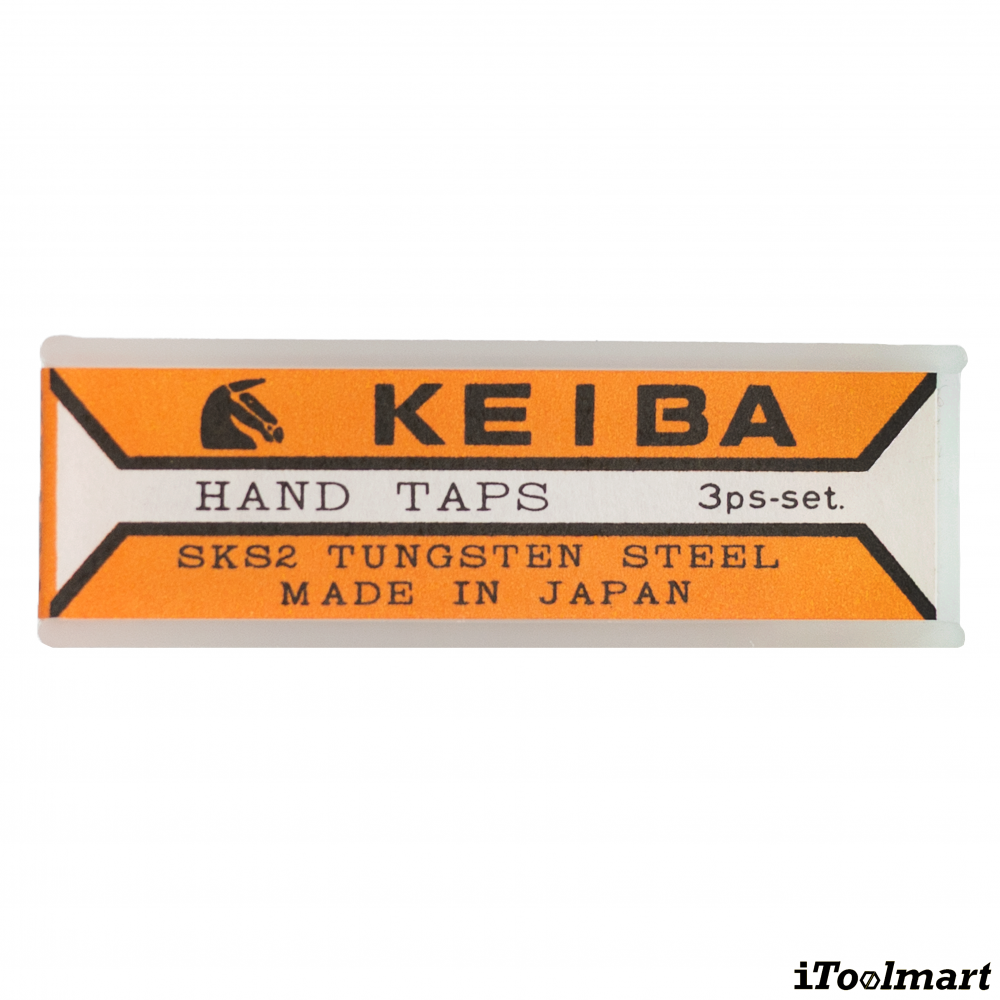 KEIBA
HAND TAPS 3ps-set.
SKS2 TUNGSTEN STEEL
MADE IN JAPAN
iToolmart